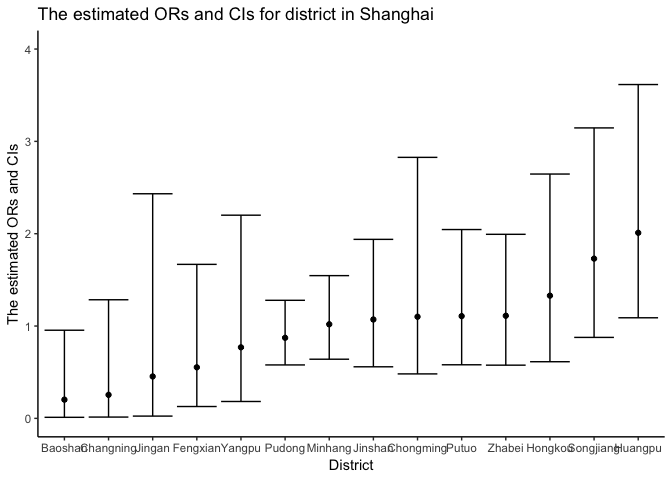 The estimated ORs and CIs for district in Shanghai
The estimated ORs and CIs
4
3
2
1
0
Baoshan Changning Jingan Fengxian Yangpu Pudong Minhang Jinshan Chongming Putuo Zhabei Hongkou Songjiang Huangpu
District